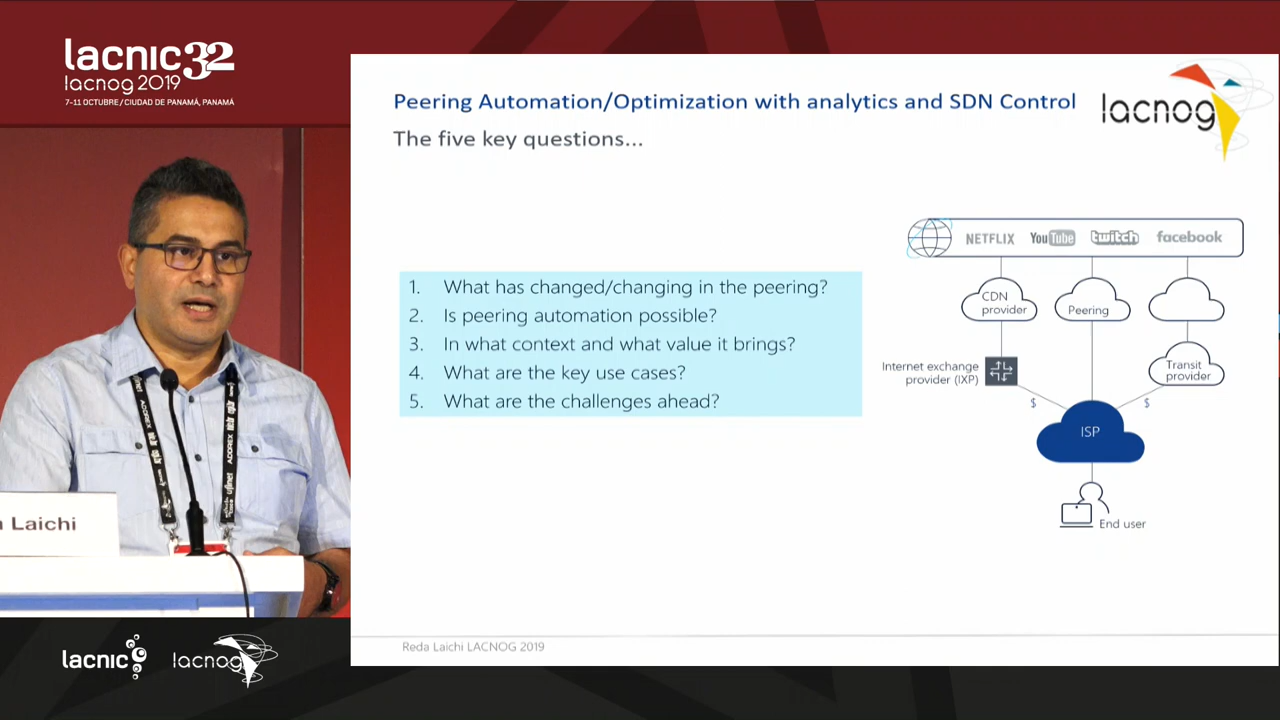 lacnic32
lacnog 2019
7-11 OCTUBRE / CIUDAD DE PANAMÁ, PANAMÁ
Peering Automation/Optimization with analytics and SDN Control
The five key questions...
lacnog
NETFLIX YouTube twitch facebook
1. What has changed/changing in the peering?
2. Is peering automation possible?
3. In what context and what value it brings?
4. What are the key use cases?
5. What are the challenges ahead?
CDN
provider
Peering
Internet exchange
provider (IXP)
Transit
provider
$
$
ISP
End user
Laichi
ADDREX
ufinet
Reda Laichi LACNOG 2019
lacnic
lacnog